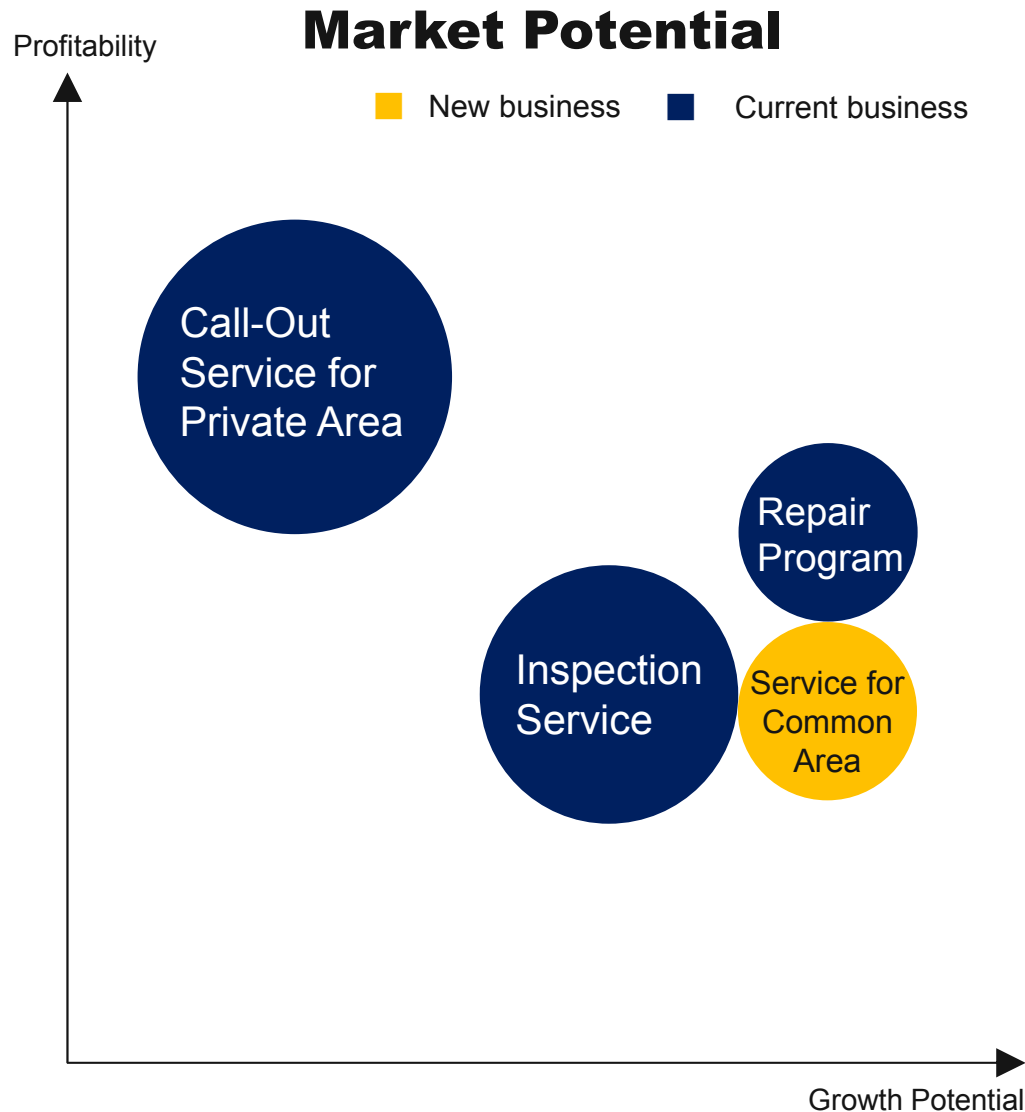 Market Potential
Profitability
New business
Current business
Call-Out
Service for
Private Area
Repair
Program
Inspection
Service
Service for
Common
Area
Growth Potential